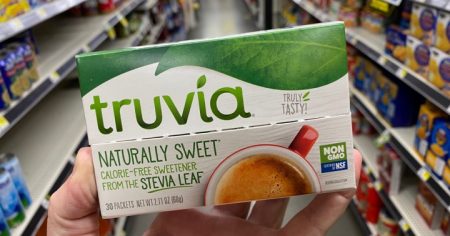 truvia
TRULY
TASTY!
NATURALLY SWEET
CALORIE-FREE SWEETENER
FROM THE STEVIA LEAF
NON
GMO
NSF
30 PACKETS NET WT. 2.11 OZ (60g)